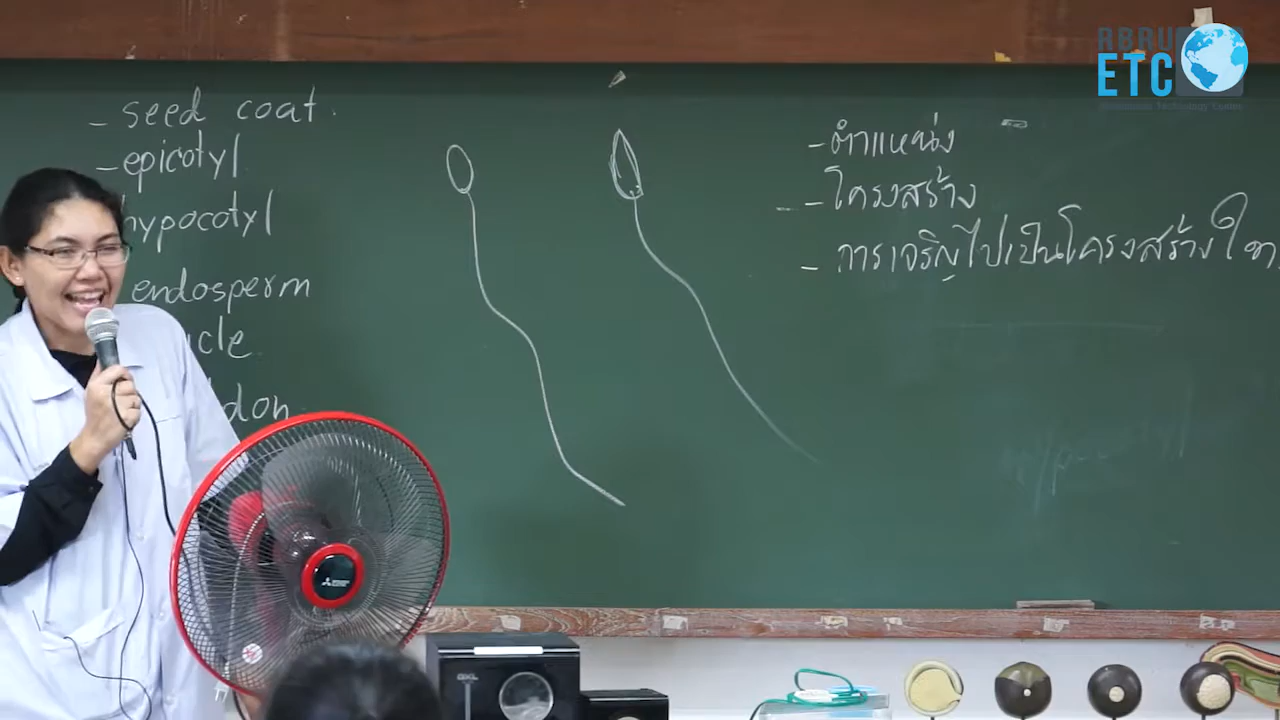 - seed coat.
- epicotyl
hypocotyl
endosperm
cle
don
- ตำแหน่ง
- โครงสร้าง
- การเจริญไปเป็นโครงสร้างใด
RBRU
ETC